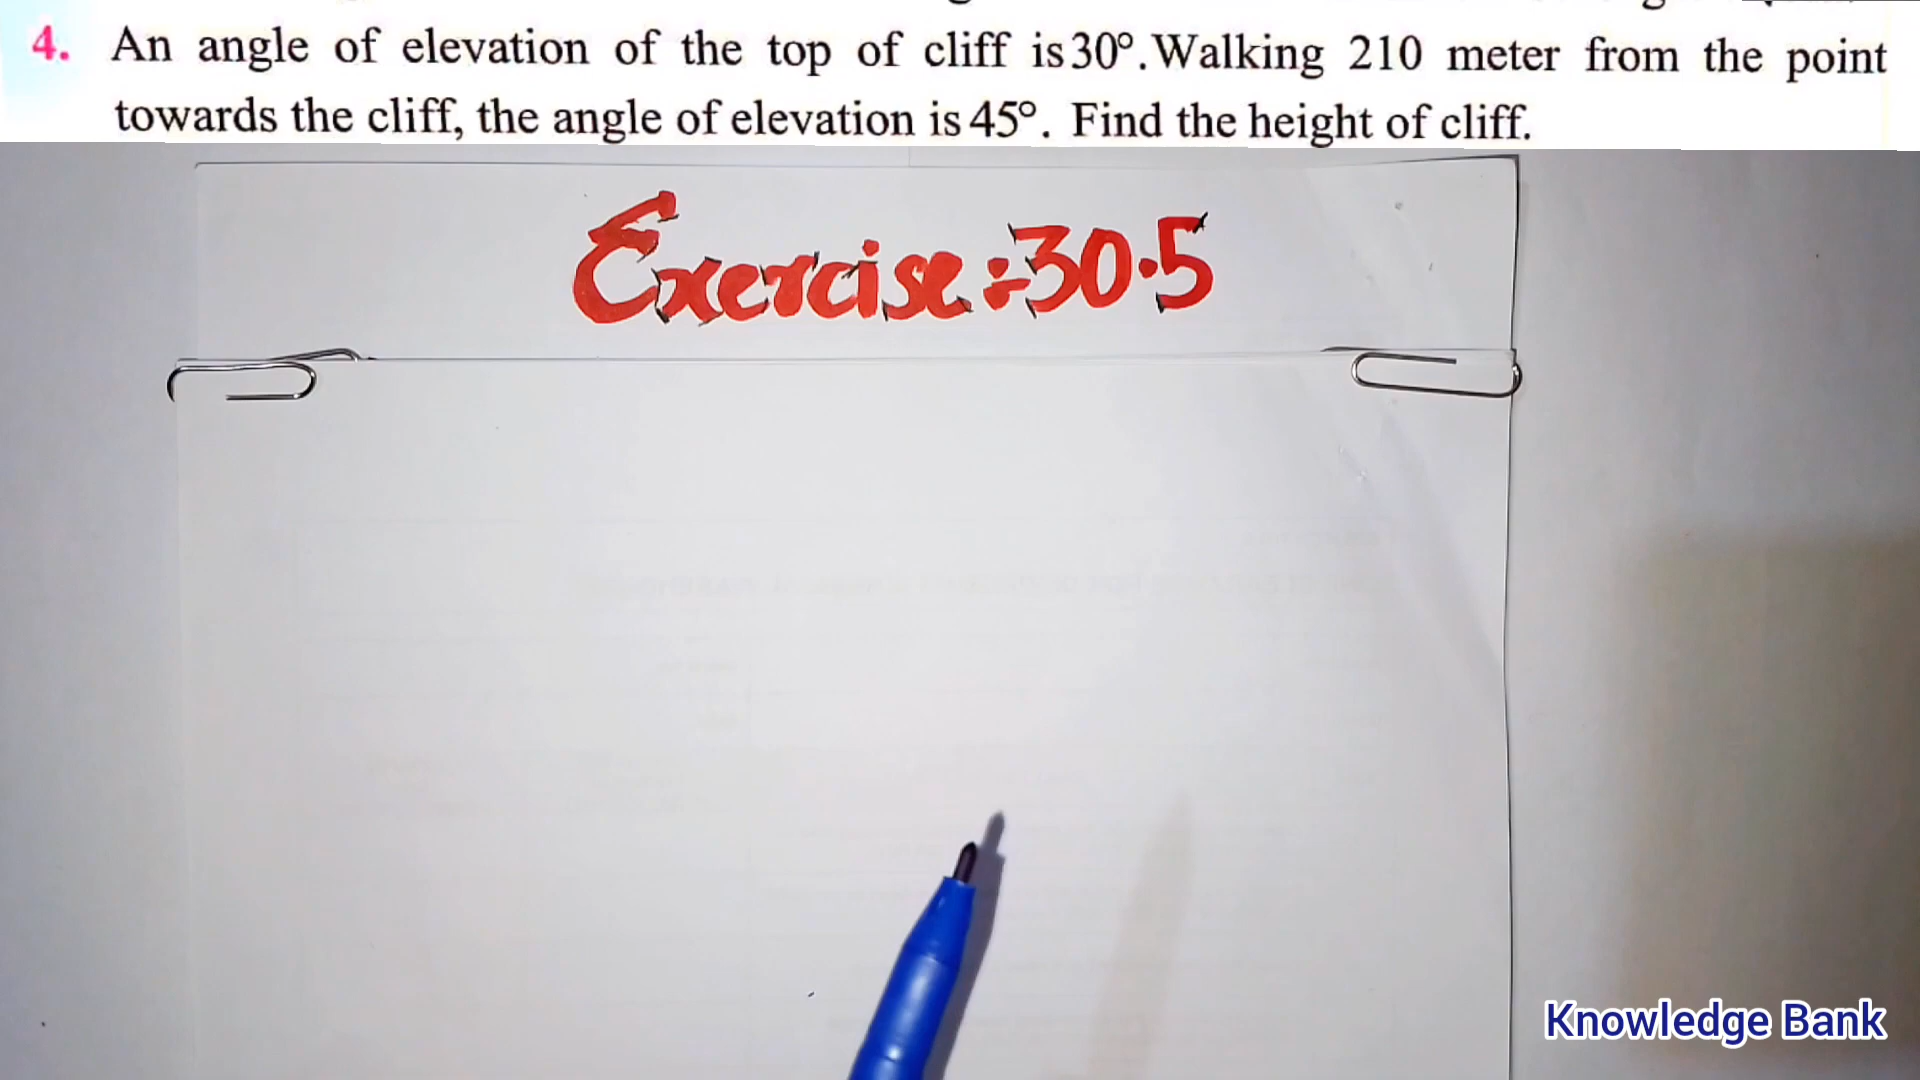 4. An angle of elevation of the top of cliff is 30°.Walking 210 meter from the point
towards the cliff, the angle of elevation is 45°. Find the height of cliff.
Exercise:-30.5
Knowledge Bank